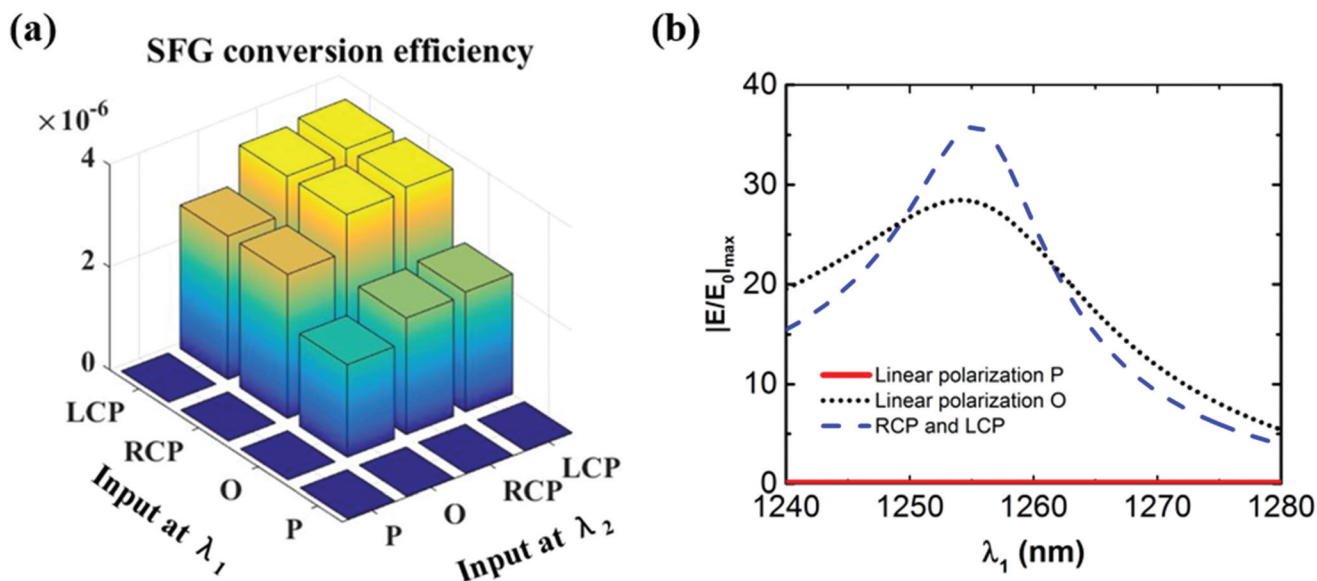 (a)
SFG conversion efficiency
×10⁻⁶
4
2
0
LCP
RCP
O
P
Input at λ₁
P
O
RCP
LCP
Input at λ₂
(b)
|E/E₀|max
40
30
20
10
0
Linear polarization P
Linear polarization O
RCP and LCP
1240 1250 1260 1270 1280
λ₁ (nm)